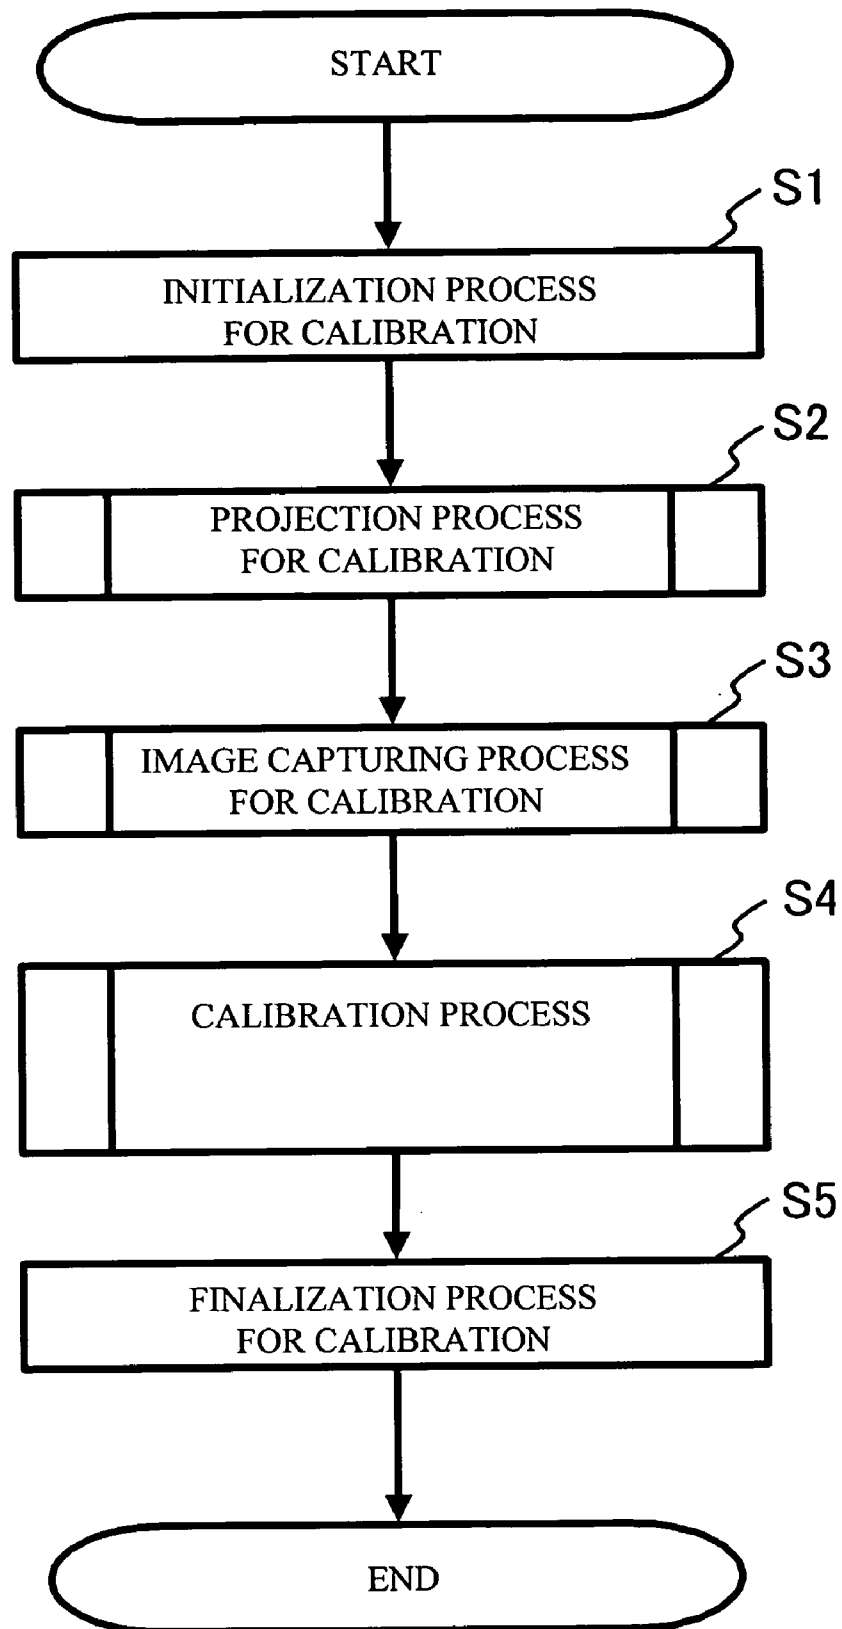 START
S1
INITIALIZATION PROCESS
FOR CALIBRATION
S2
PROJECTION PROCESS
FOR CALIBRATION
S3
IMAGE CAPTURING PROCESS
FOR CALIBRATION
S4
CALIBRATION PROCESS
S5
FINALIZATION PROCESS
FOR CALIBRATION
END